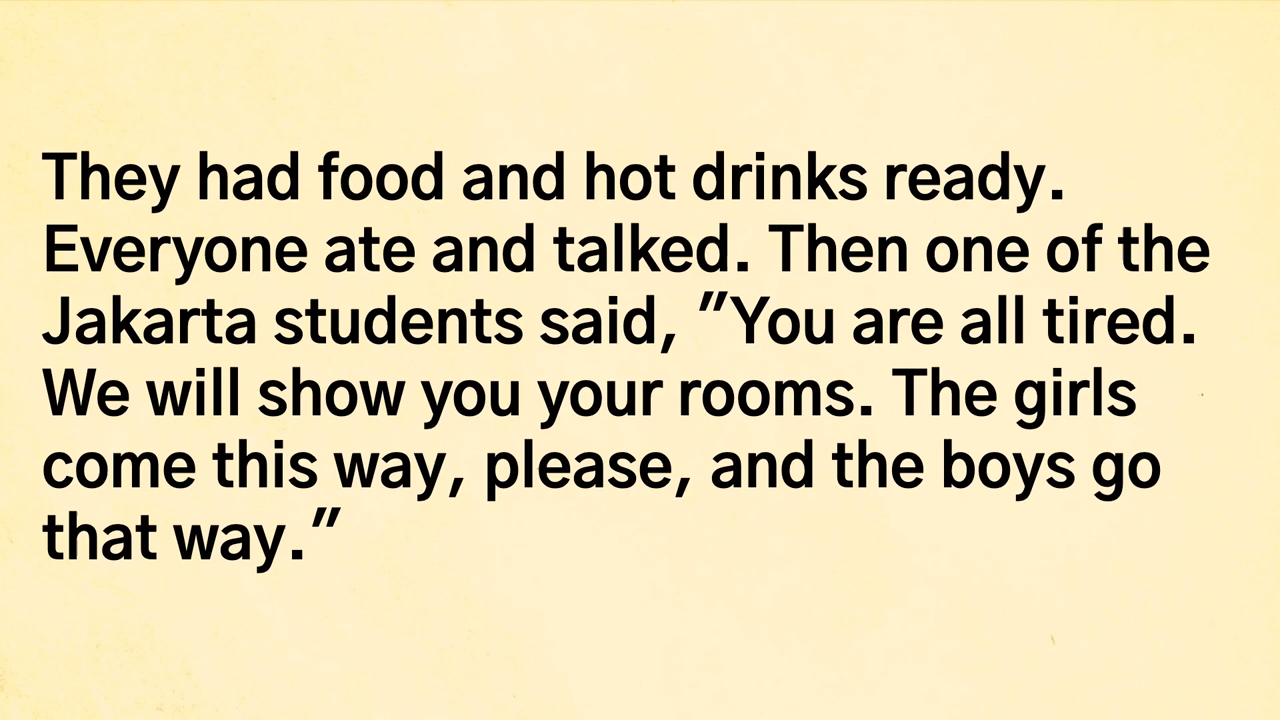 They had food and hot drinks ready.
Everyone ate and talked. Then one of the
Jakarta students said, "You are all tired.
We will show you your rooms. The girls
come this way, please, and the boys go
that way."